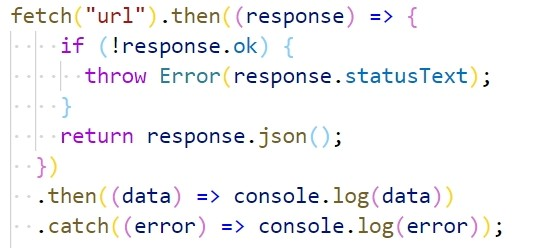 fetch("url").then((response) => {
    if (!response.ok) {
      throw Error(response.statusText);
    }
    return response.json();
  })
  .then((data) => console.log(data))
  .catch((error) => console.log(error));